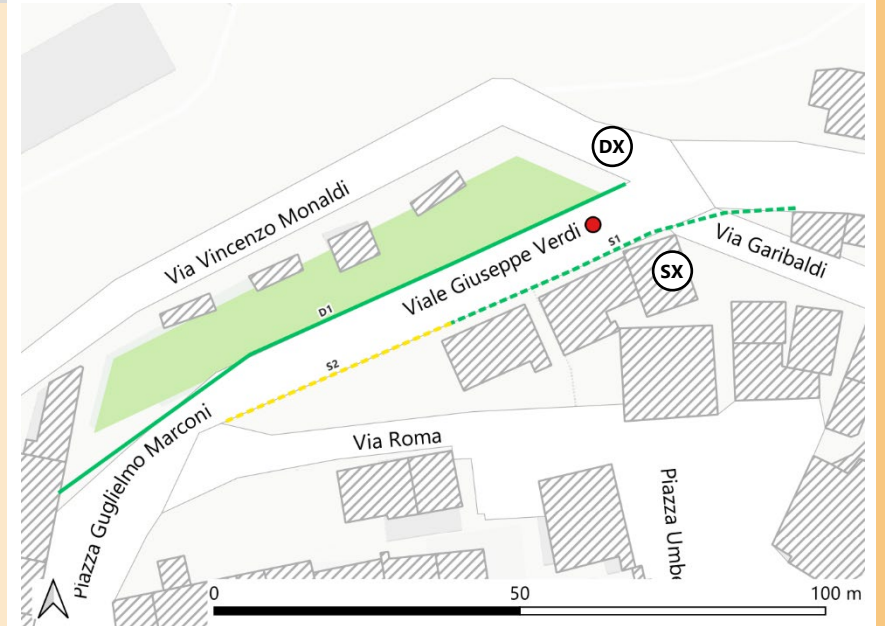 DX
Via Vincenzo Monaldi
Viale Giuseppe Verdi
S1
Via Garibaldi
SX
D1
S2
Piazza Guglielmo Marconi
Via Roma
Piazza Umbe
0 50 100 m